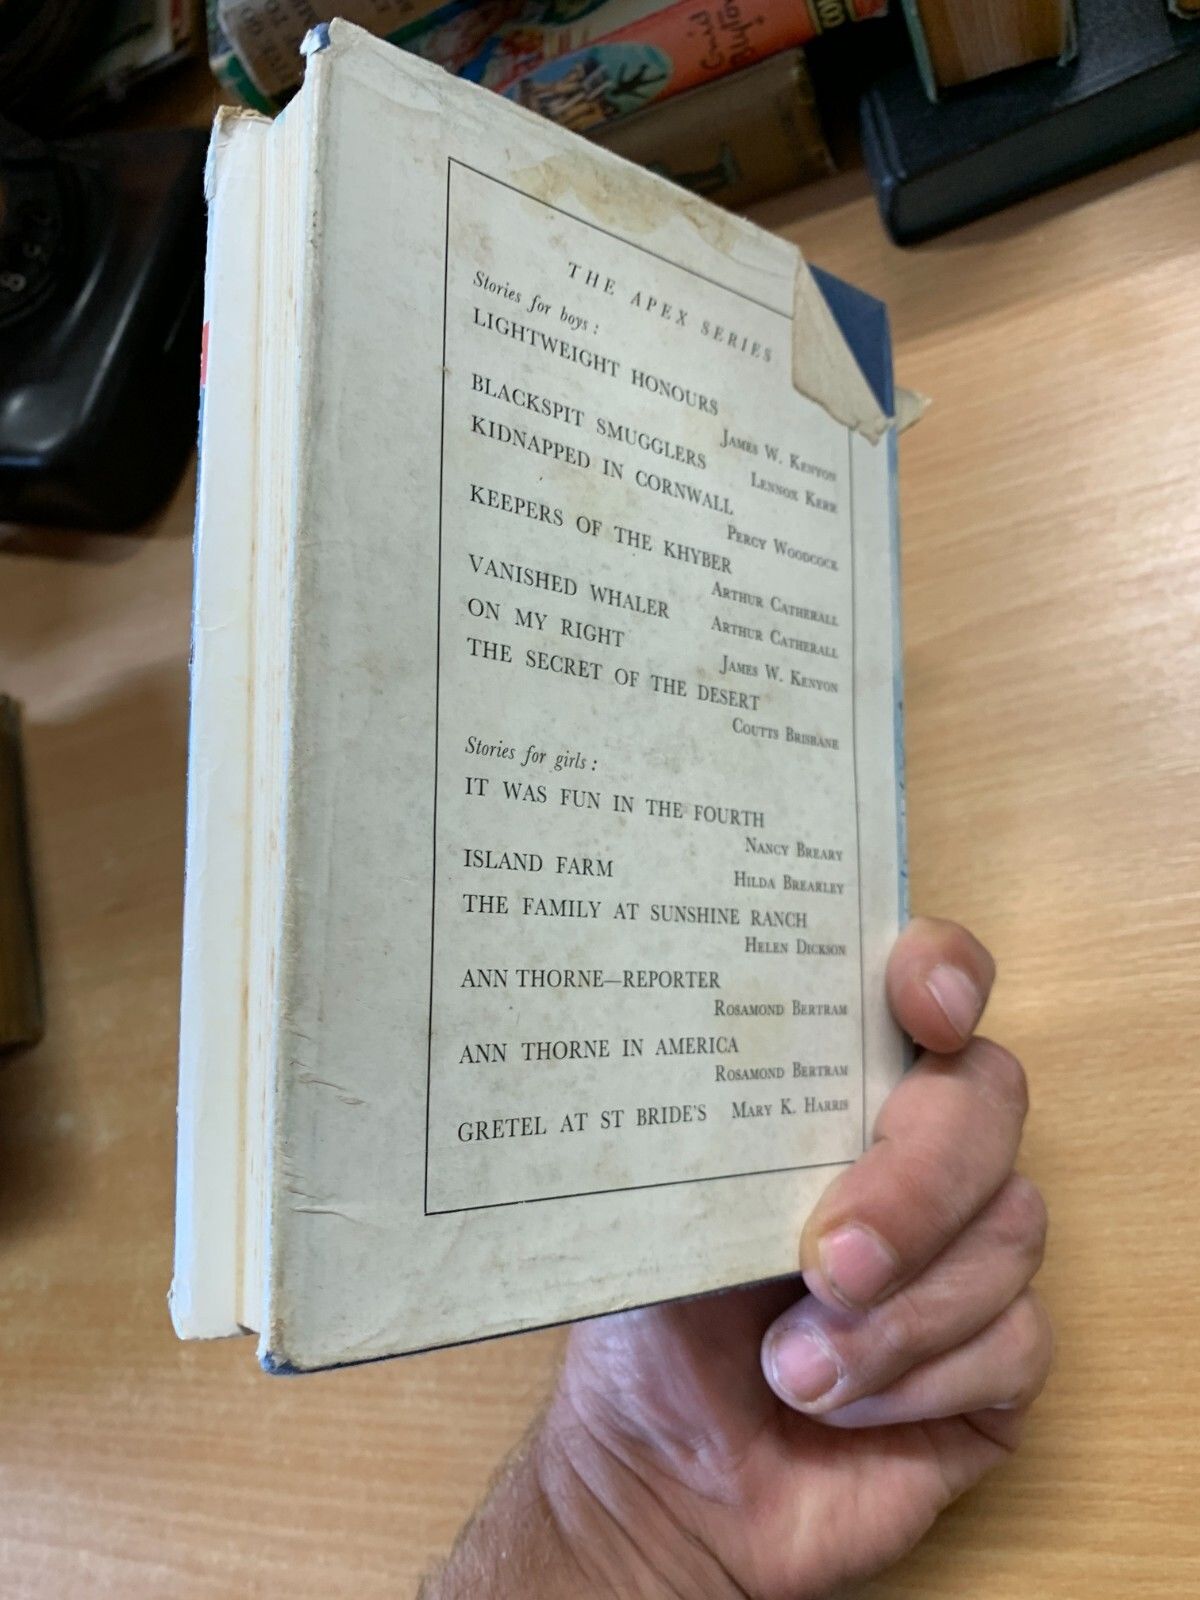 THE APEX SERIES
Stories for boys :
LIGHTWEIGHT HONOURS
James W. Kenyon
BLACKSPIT SMUGGLERS Lennox Kerr
KIDNAPPED IN CORNWALL
Percy Woodcock
KEEPERS OF THE KHYBER
Arthur Catherall
VANISHED WHALER Arthur Catherall
ON MY RIGHT James W. Kenyon
THE SECRET OF THE DESERT
Coutts Brisbane
Stories for girls :
IT WAS FUN IN THE FOURTH
Nancy Breary
ISLAND FARM Hilda Brearley
THE FAMILY AT SUNSHINE RANCH
Helen Dickson
ANN THORNE—REPORTER
Rosamond Bertram
ANN THORNE IN AMERICA
Rosamond Bertram
GRETEL AT ST BRIDE'S Mary K. Harris
Enid
Blyton